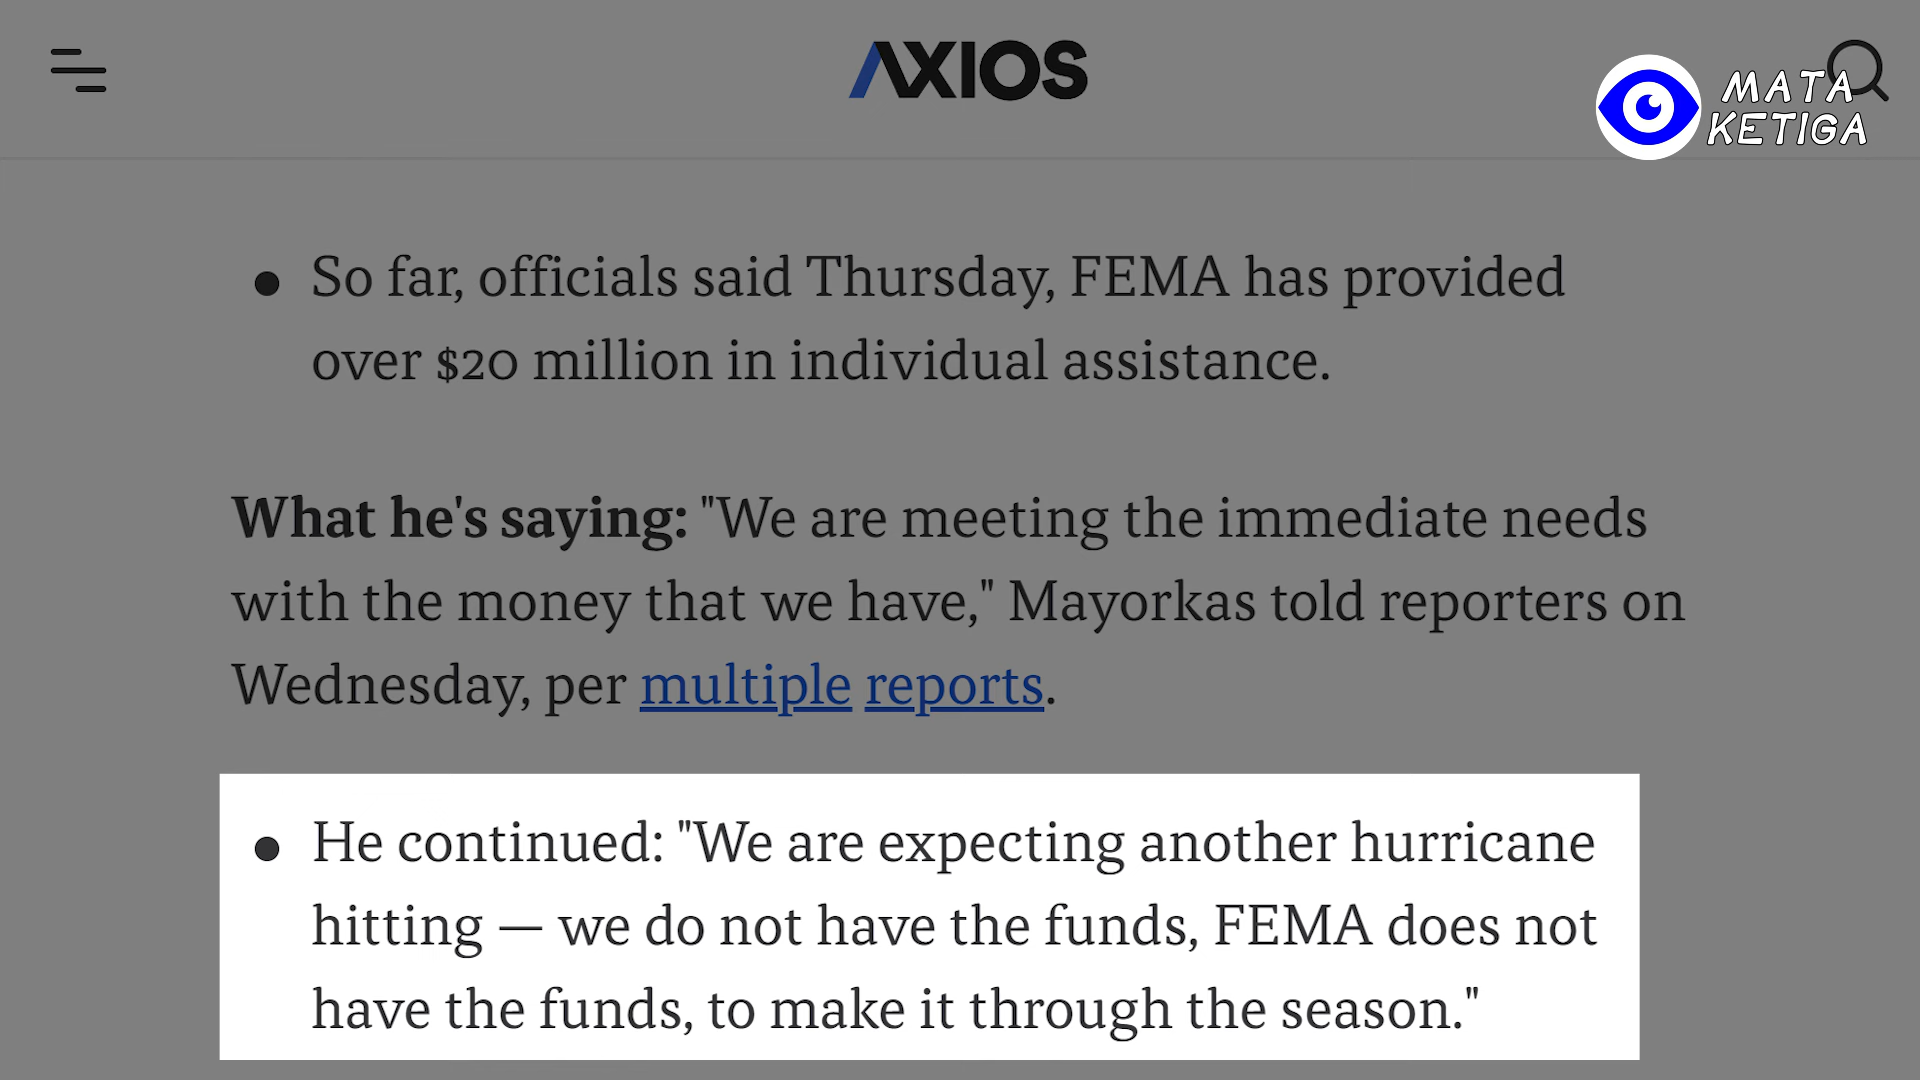 AXIOS
MATA
KETIGA
● So far, officials said Thursday, FEMA has provided
over $20 million in individual assistance.
What he's saying: "We are meeting the immediate needs
with the money that we have," Mayorkas told reporters on
Wednesday, per multiple reports.
● He continued: "We are expecting another hurricane
hitting — we do not have the funds, FEMA does not
have the funds, to make it through the season."